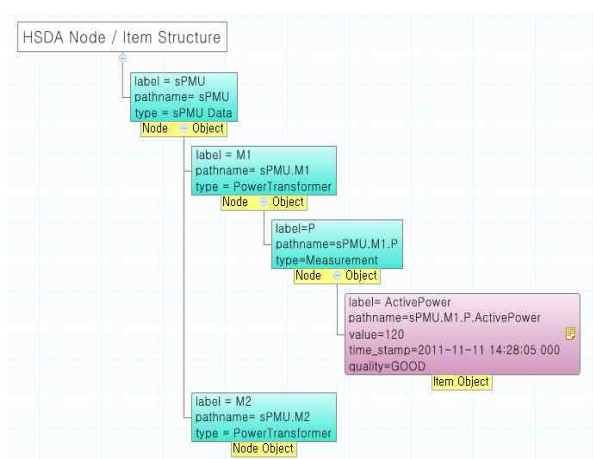 HSDA Node / Item Structure
label = sPMU
pathname= sPMU
type = sPMU Data
Node Object
label = M1
pathname= sPMU.M1
type = PowerTransformer
Node Object
label=P
pathname=sPMU.M1.P
type=Measurement
Node Object
label= ActivePower
pathname=sPMU.M1.P.ActivePower
value=120
time_stamp=2011-11-11 14:28:05 000
quality=GOOD
Item Object
label = M2
pathname= sPMU.M2
type = PowerTransformer
Node Object